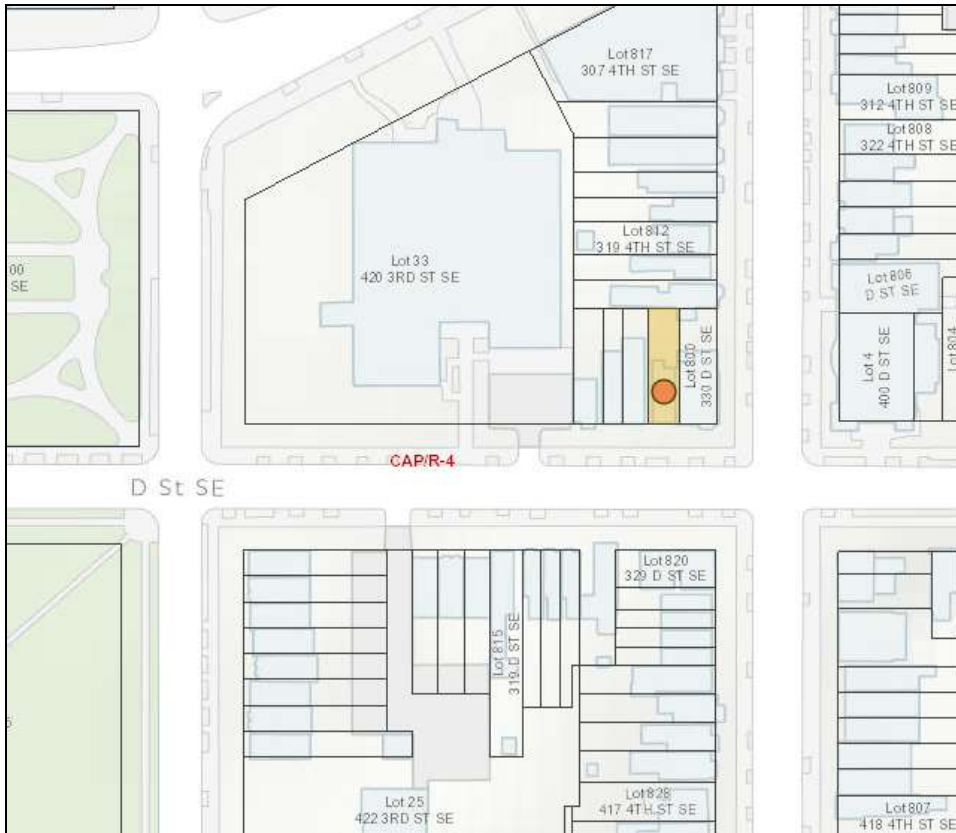 Lot 817
307 4TH ST SE
Lot 809
312 4TH ST SE
Lot 808
322 4TH ST SE
Lot 812
319 4TH ST SE
00
SE
Lot 33
420 3RD ST SE
Lot 806
D ST SE
Lot 800
330 D ST SE
Lot 4
400 D ST SE
Lot 804
CAP/R-4
D St SE
Lot 820
329 D ST SE
Lot 815
319 D ST SE
Lot 25
422 3RD ST SE
Lot 828
417 4TH ST SE
Lot 807
418 4TH ST SE